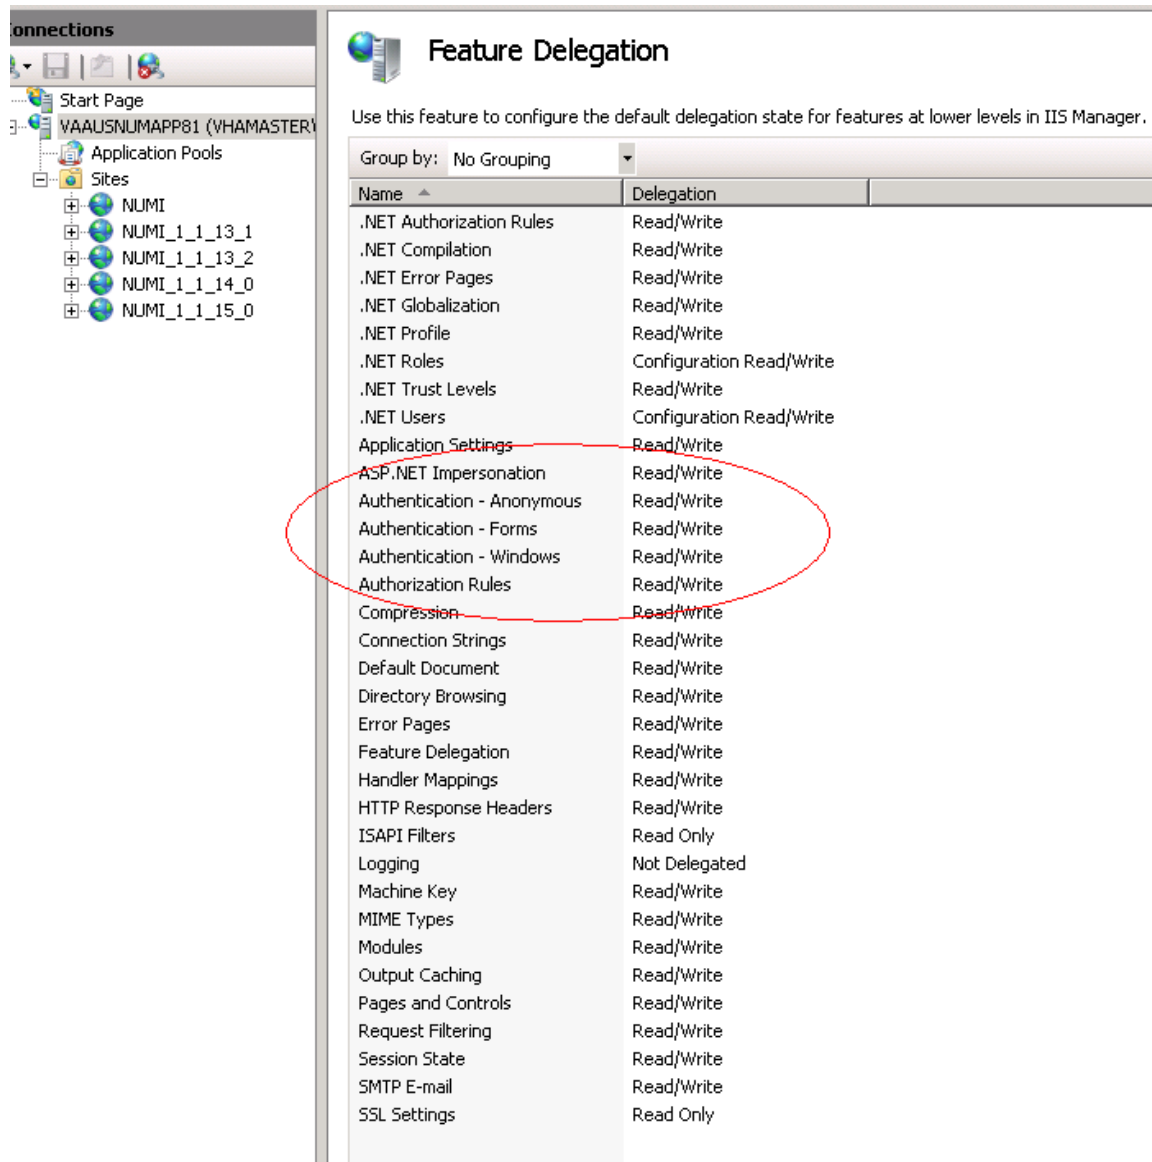 Connections
Start Page
VAAUSNUMAPP81 (VHAMASTER\
Application Pools
Sites
NUMI
NUMI_1_1_13_1
NUMI_1_1_13_2
NUMI_1_1_14_0
NUMI_1_1_15_0
Feature Delegation
Use this feature to configure the default delegation state for features at lower levels in IIS Manager.
Group by: No Grouping
Name Delegation
.NET Authorization Rules Read/Write
.NET Compilation Read/Write
.NET Error Pages Read/Write
.NET Globalization Read/Write
.NET Profile Read/Write
.NET Roles Configuration Read/Write
.NET Trust Levels Read/Write
.NET Users Configuration Read/Write
Application Settings Read/Write
ASP.NET Impersonation Read/Write
Authentication - Anonymous Read/Write
Authentication - Forms Read/Write
Authentication - Windows Read/Write
Authorization Rules Read/Write
Compression Read/Write
Connection Strings Read/Write
Default Document Read/Write
Directory Browsing Read/Write
Error Pages Read/Write
Feature Delegation Read/Write
Handler Mappings Read/Write
HTTP Response Headers Read/Write
ISAPI Filters Read Only
Logging Not Delegated
Machine Key Read/Write
MIME Types Read/Write
Modules Read/Write
Output Caching Read/Write
Pages and Controls Read/Write
Request Filtering Read/Write
Session State Read/Write
SMTP E-mail Read/Write
SSL Settings Read Only